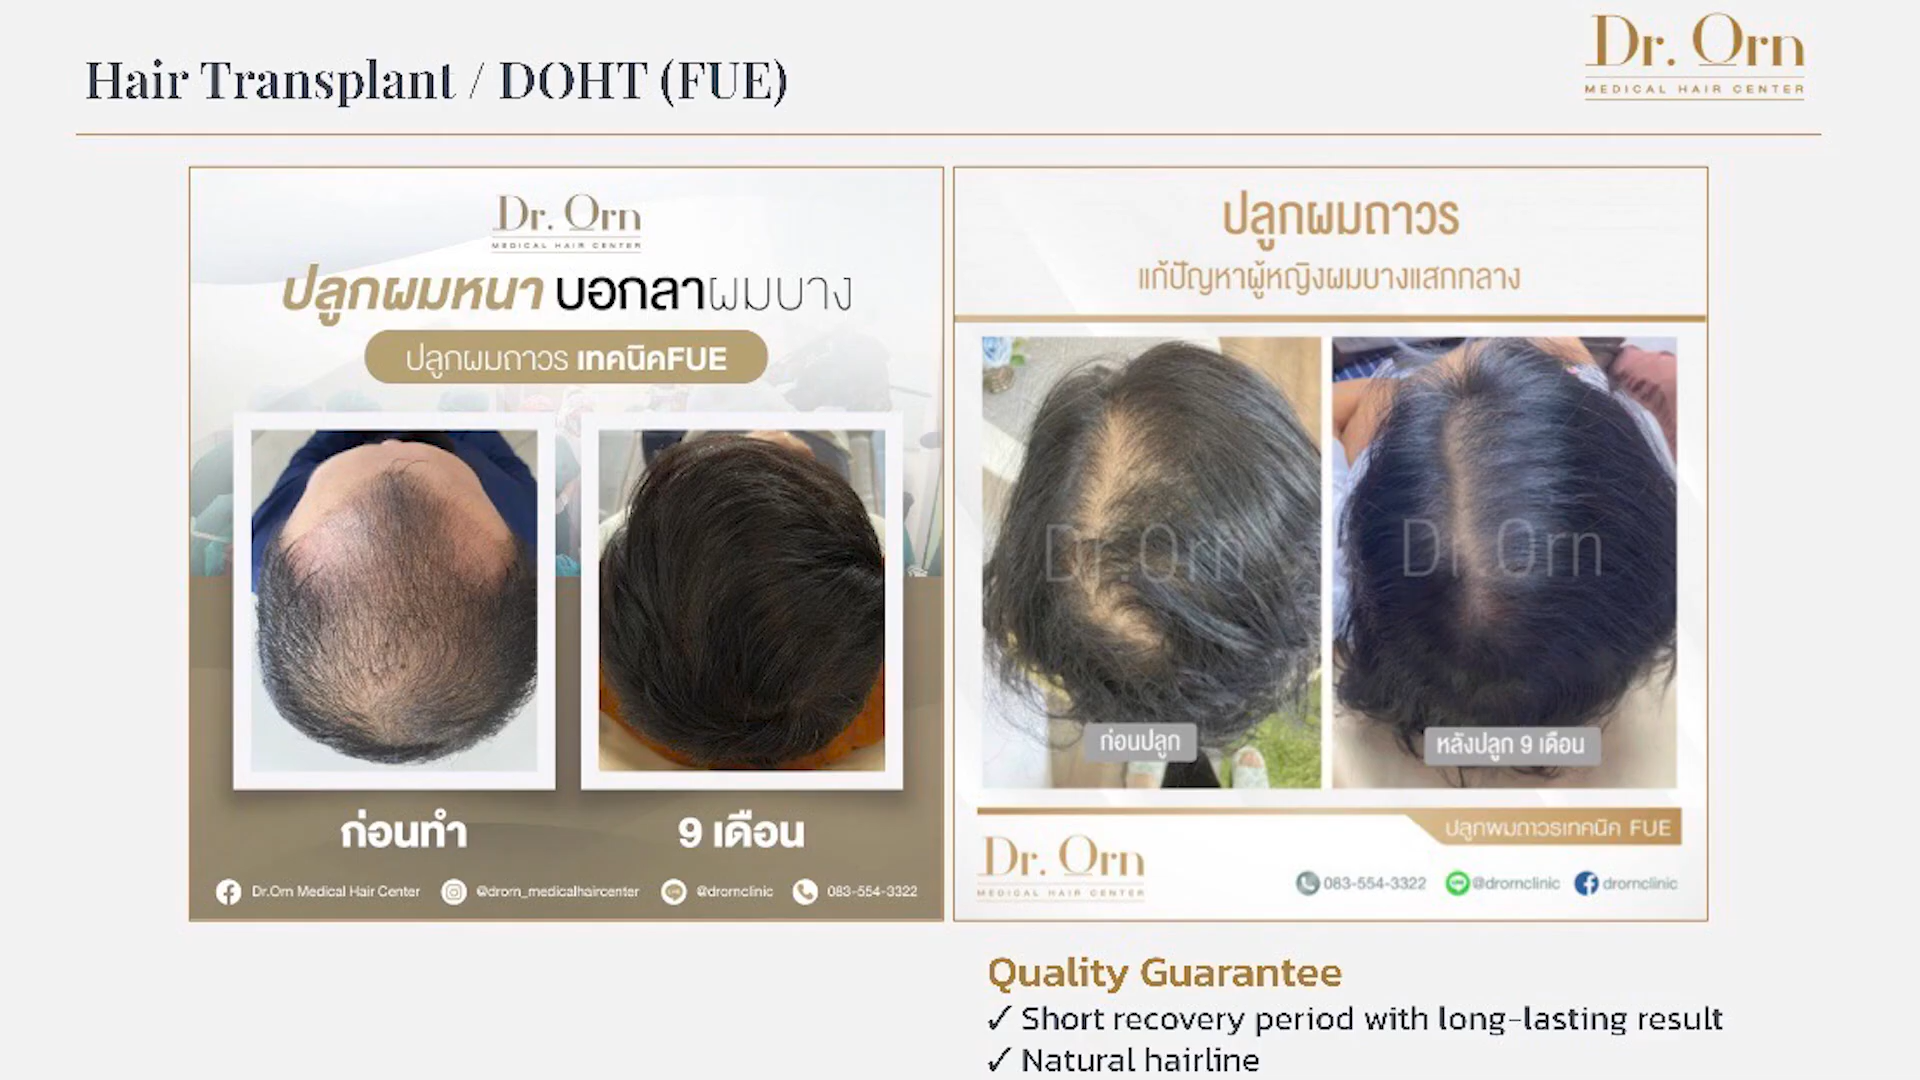 Hair Transplant / DOHT (FUE)
Dr. Orn
MEDICAL HAIR CENTER
Dr. Orn
MEDICAL HAIR CENTER
ปลูกผมหนา บอกลาผมบาง
ปลูกผมถาวร เทคนิคFUE
ก่อนทำ
9 เดือน
Dr.Orn Medical Hair Center
@drorn_medicalhaircenter
@drornclinic
083-554-3322
ปลูกผมถาวร
แก้ปัญหาผู้หญิงผมบางแสกกลาง
Dr.Orn
Dr.Orn
ก่อนปลูก
หลังปลูก 9 เดือน
ปลูกผมถาวรเทคนิค FUE
Dr. Orn
MEDICAL HAIR CENTER
083-554-3322
@drornclinic
drornclinic
Quality Guarantee
✓ Short recovery period with long-lasting result
✓ Natural hairline